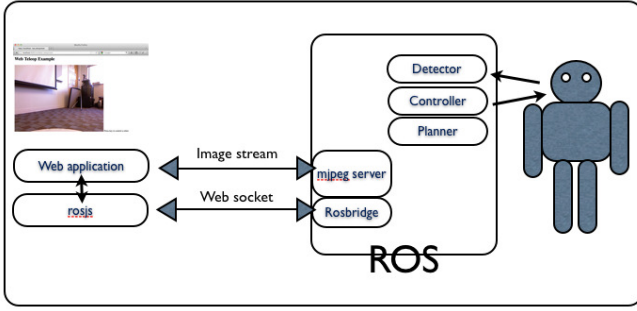 Web Teleop Example
Detector
Controller
Planner
Web application
Image stream
mjpeg server
rosjs
Web socket
Rosbridge
ROS